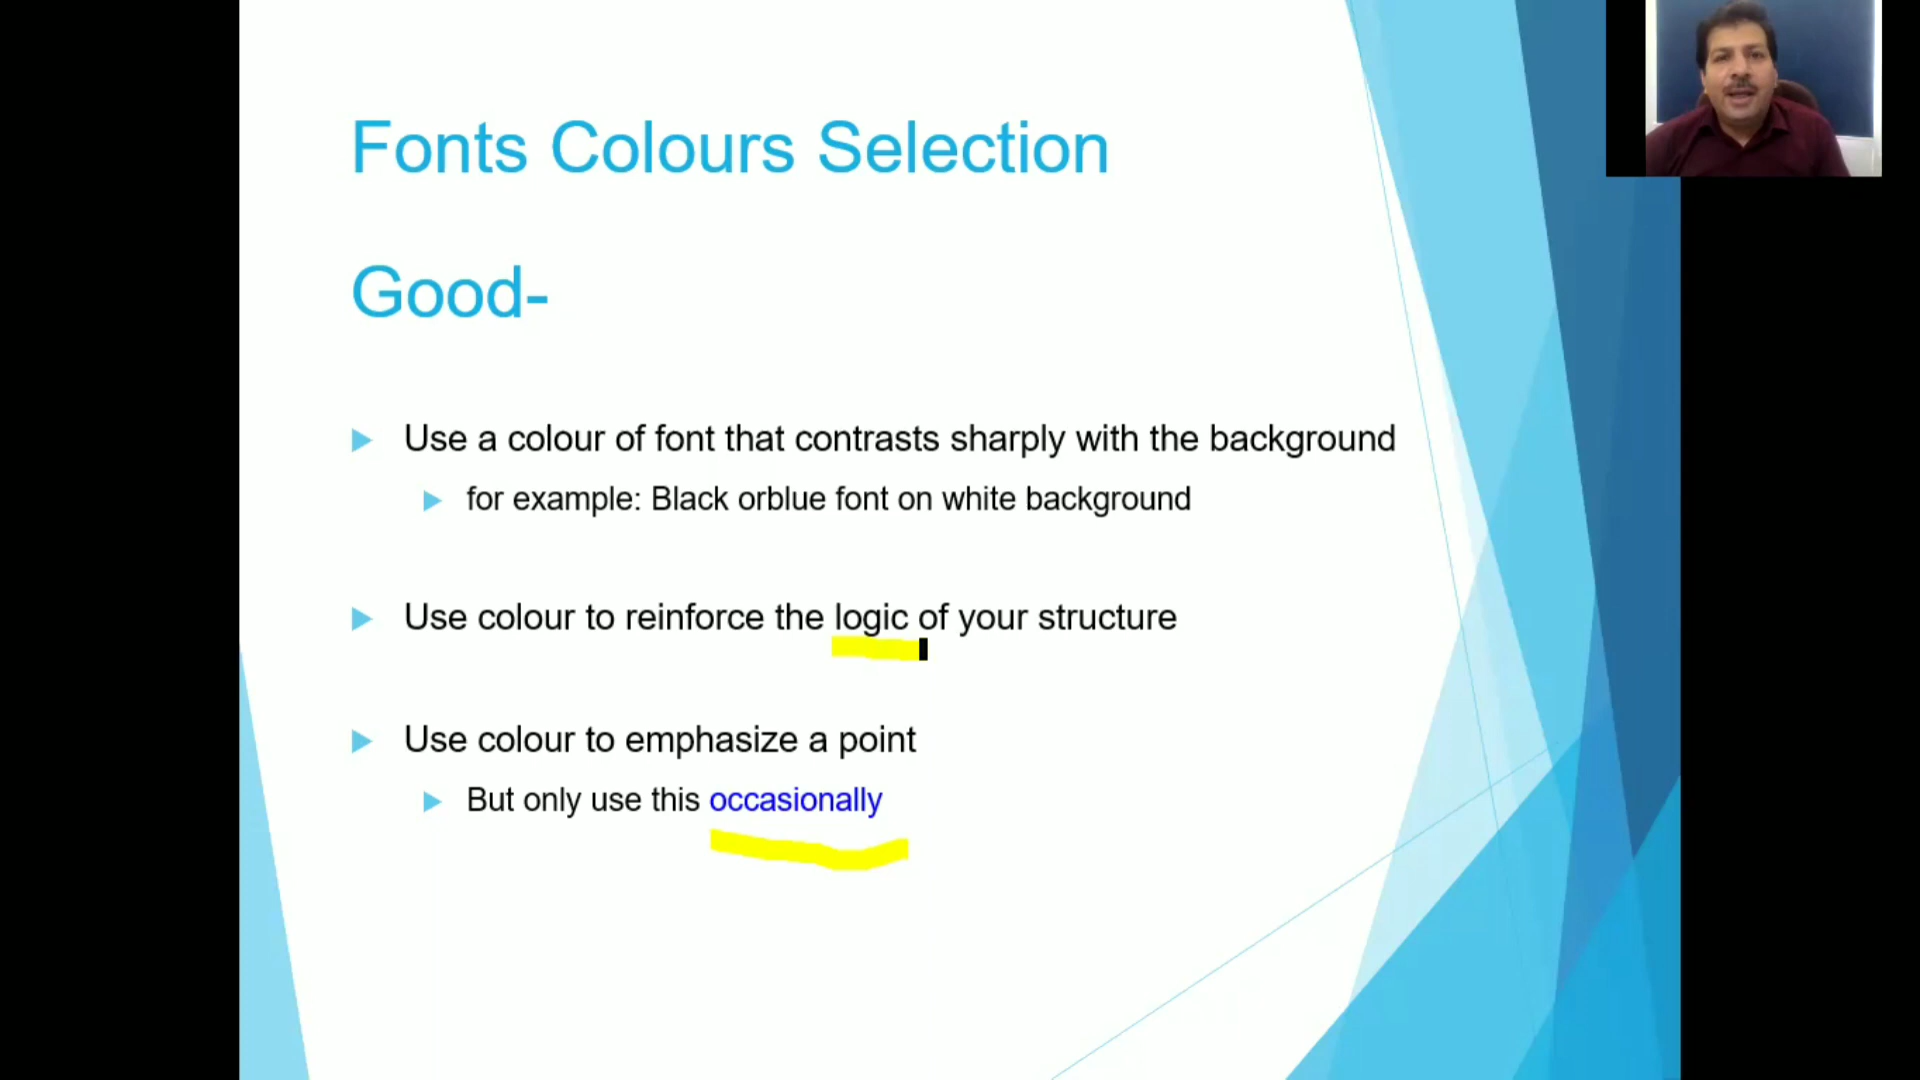 Fonts Colours Selection
Good-
Use a colour of font that contrasts sharply with the background
for example: Black orblue font on white background
Use colour to reinforce the logic of your structure
Use colour to emphasize a point
But only use this occasionally